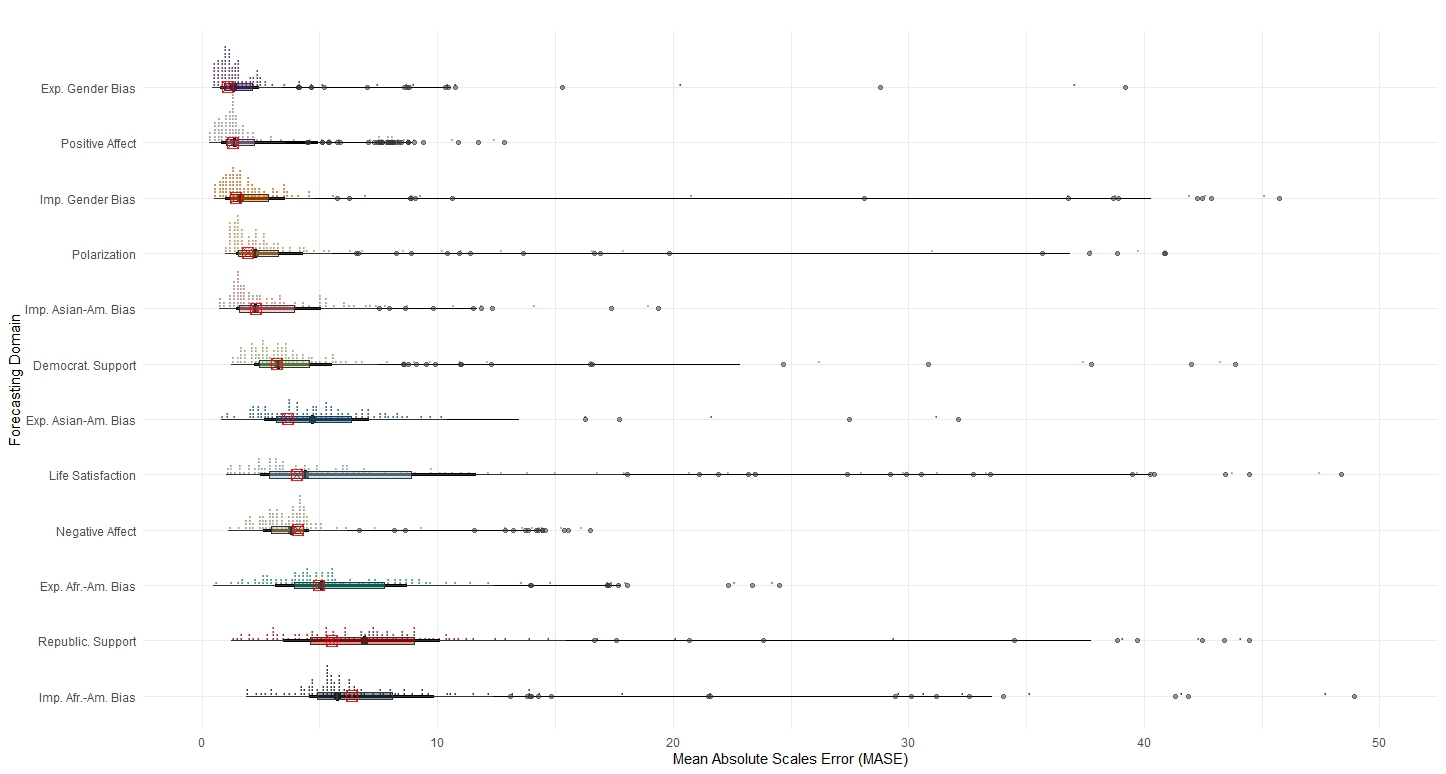 Exp. Gender Bias
Positive Affect
Imp. Gender Bias
Polarization
Imp. Asian-Am. Bias
Democrat. Support
Exp. Asian-Am. Bias
Life Satisfaction
Negative Affect
Exp. Afr.-Am. Bias
Republic. Support
Imp. Afr.-Am. Bias
Forecasting Domain
0 10 20 30 40 50
Mean Absolute Scales Error (MASE)